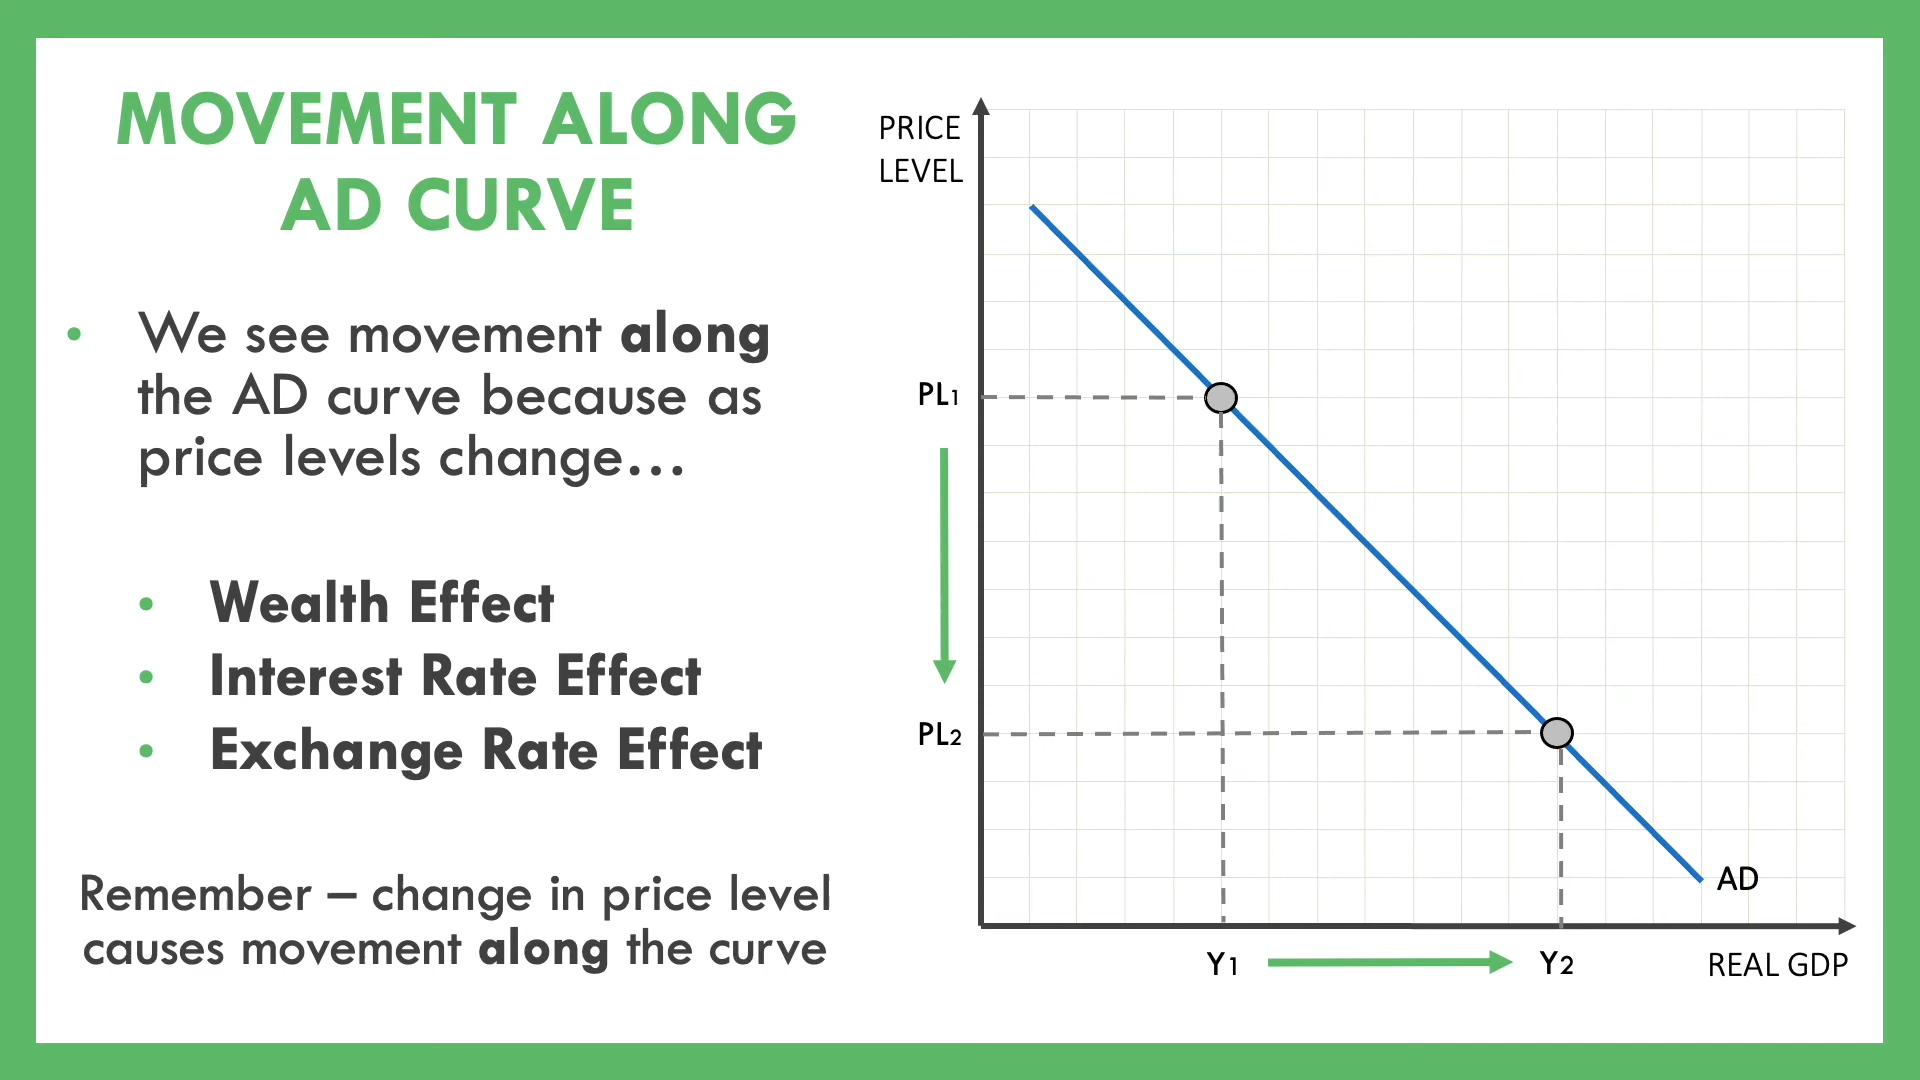 MOVEMENT ALONG
AD CURVE
• We see movement along
the AD curve because as
price levels change…
• Wealth Effect
• Interest Rate Effect
• Exchange Rate Effect
Remember – change in price level
causes movement along the curve
PRICE
LEVEL
PL1
PL2
AD
Y1
Y2
REAL GDP